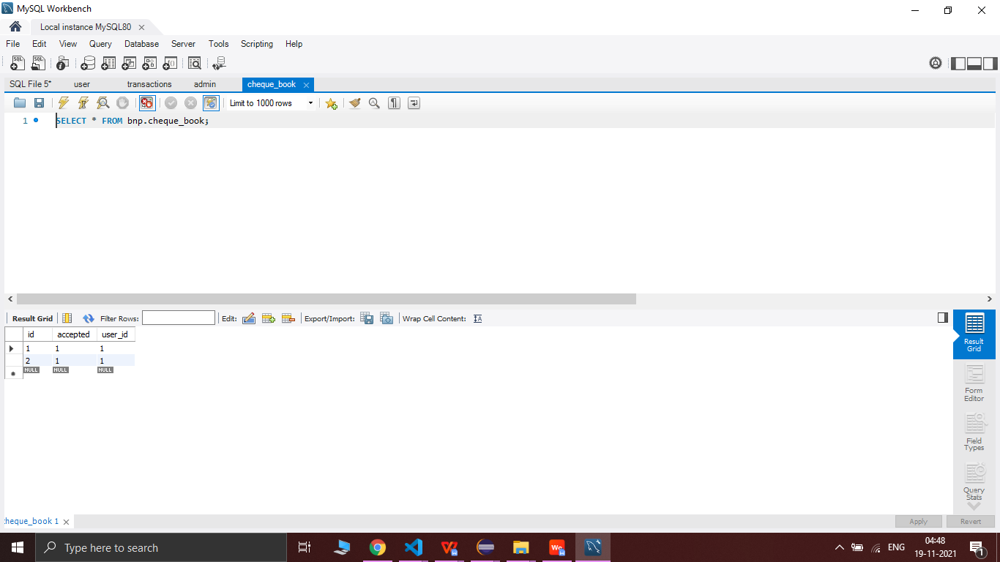 MySQL Workbench
Local instance MySQL80
File Edit View Query Database Server Tools Scripting Help
SQL File 5* user transactions admin cheque_book
Limit to 1000 rows
1 SELECT * FROM bnp.cheque_book;
Result Grid Filter Rows: Edit: Export/Import: Wrap Cell Content:
id accepted user_id
1 1 1
2 1 1
NULL NULL NULL
Result
Grid
Form
Editor
Field
Types
Query
Stats
cheque_book 1 Apply Revert
Type here to search
ENG
04:48
19-11-2021
1